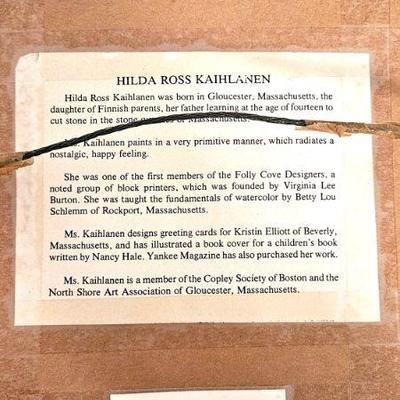 HILDA ROSS KAIHLANEN
Hilda Ross Kaihlanen was born in Gloucester, Massachusetts, the
daughter of Finnish parents, her father learning at the age of fourteen to
cut stone in the stone of Massachusetts.
Kaihlanen paints in a very primitive manner, which radiates a
nostalgic, happy feeling.
She was one of the first members of the Folly Cove Designers, a
noted group of block printers, which was founded by Virginia Lee
Burton. She was taught the fundamentals of watercolor by Betty Lou
Schlemm of Rockport, Massachusetts.
Ms. Kaihlanen designs greeting cards for Kristin Elliott of Beverly,
Massachusetts, and has illustrated a book cover for a children's book
written by Nancy Hale. Yankee Magazine has also purchased her work.
Ms. Kaihlanen is a member of the Copley Society of Boston and the
North Shore Art Association of Gloucester, Massachusetts.